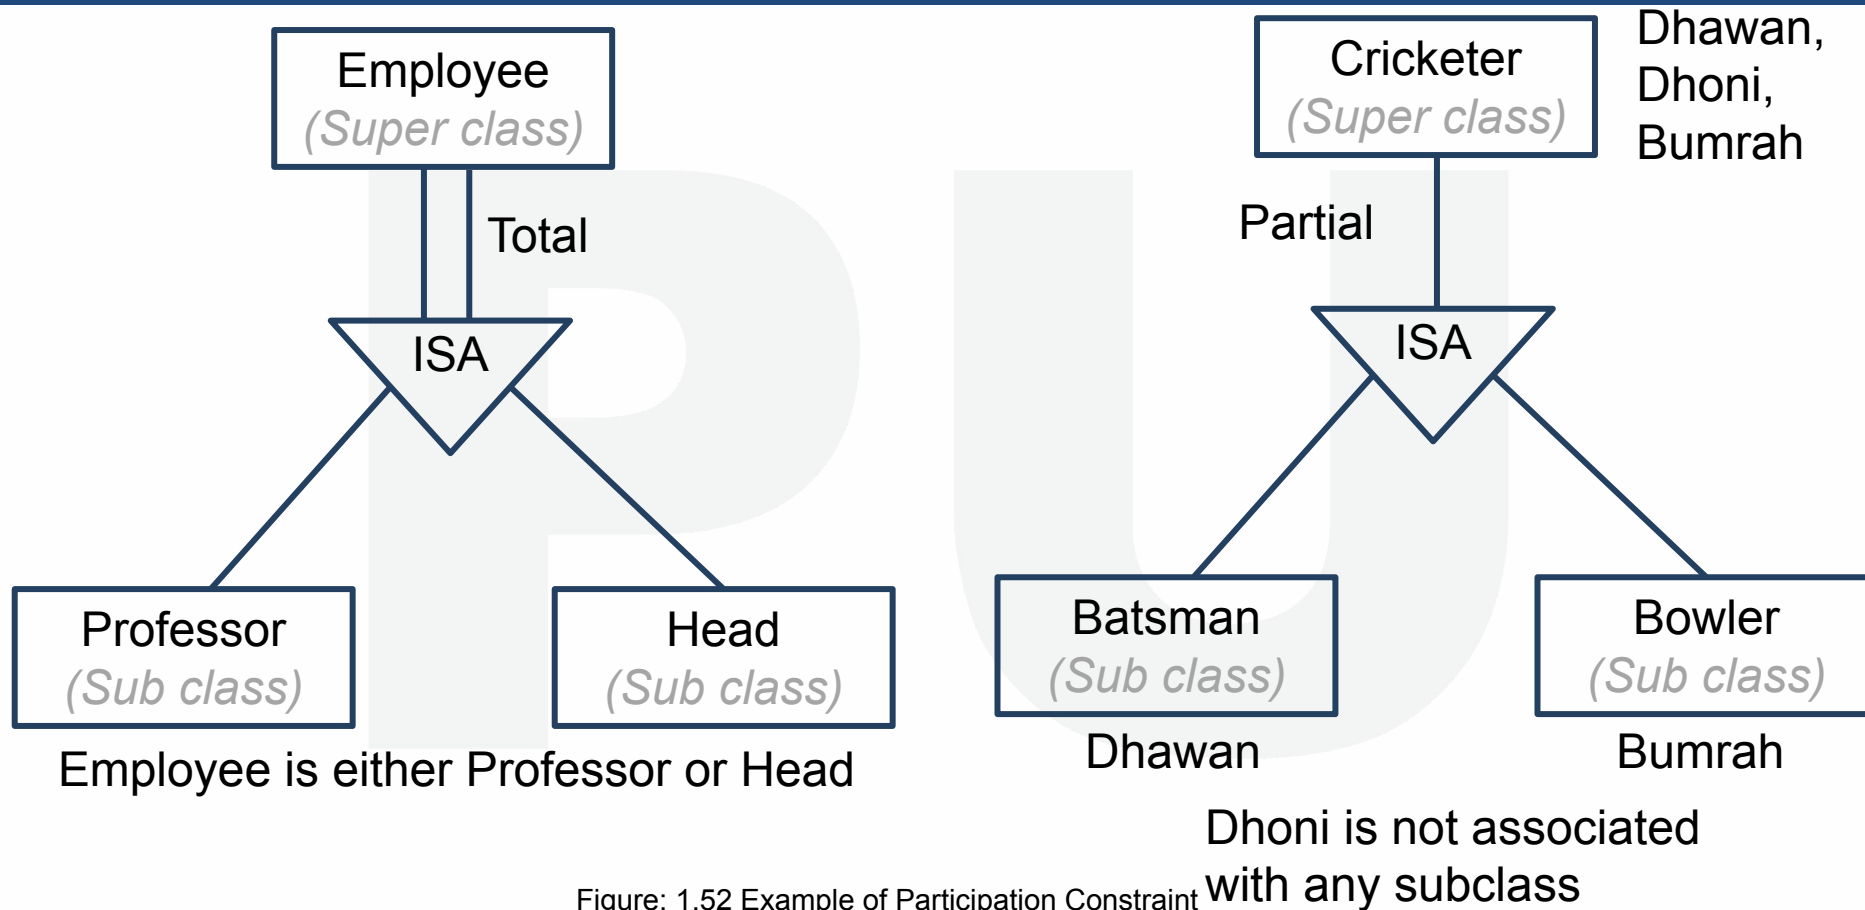 Employee
(Super class)
Total
ISA
Professor
(Sub class)
Head
(Sub class)
Employee is either Professor or Head
Cricketer
(Super class)
Dhawan,
Dhoni,
Bumrah
Partial
ISA
Batsman
(Sub class)
Dhawan
Bowler
(Sub class)
Bumrah
Dhoni is not associated
with any subclass
Figure: 1.52 Example of Participation Constraint
PU